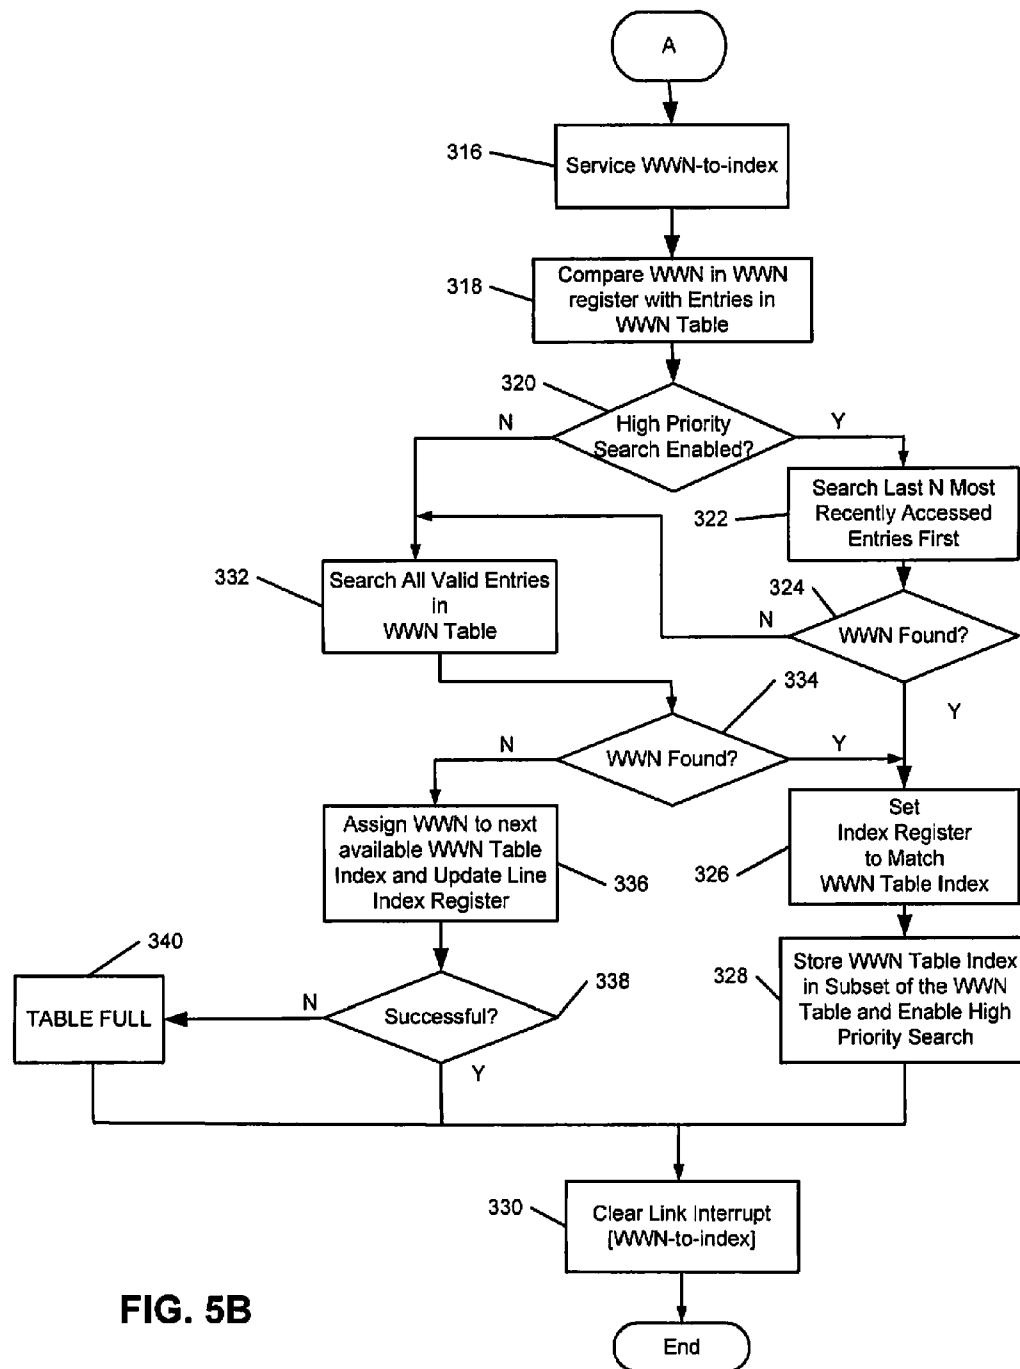 A
316
Service WWN-to-index
318
Compare WWN in WWN
register with Entries in
WWN Table
320
N
High Priority
Search Enabled?
Y
322
Search Last N Most
Recently Accessed
Entries First
332
Search All Valid Entries
in
WWN Table
324
N
WWN Found?
Y
334
N
WWN Found?
Y
Assign WWN to next
available WWN Table
Index and Update Line
Index Register
336
326
Set
Index Register
to Match
WWN Table Index
340
TABLE FULL
N
Successful?
338
Y
328
Store WWN Table Index
in Subset of the WWN
Table and Enable High
Priority Search
330
Clear Link Interrupt
[WWN-to-index]
FIG. 5B
End